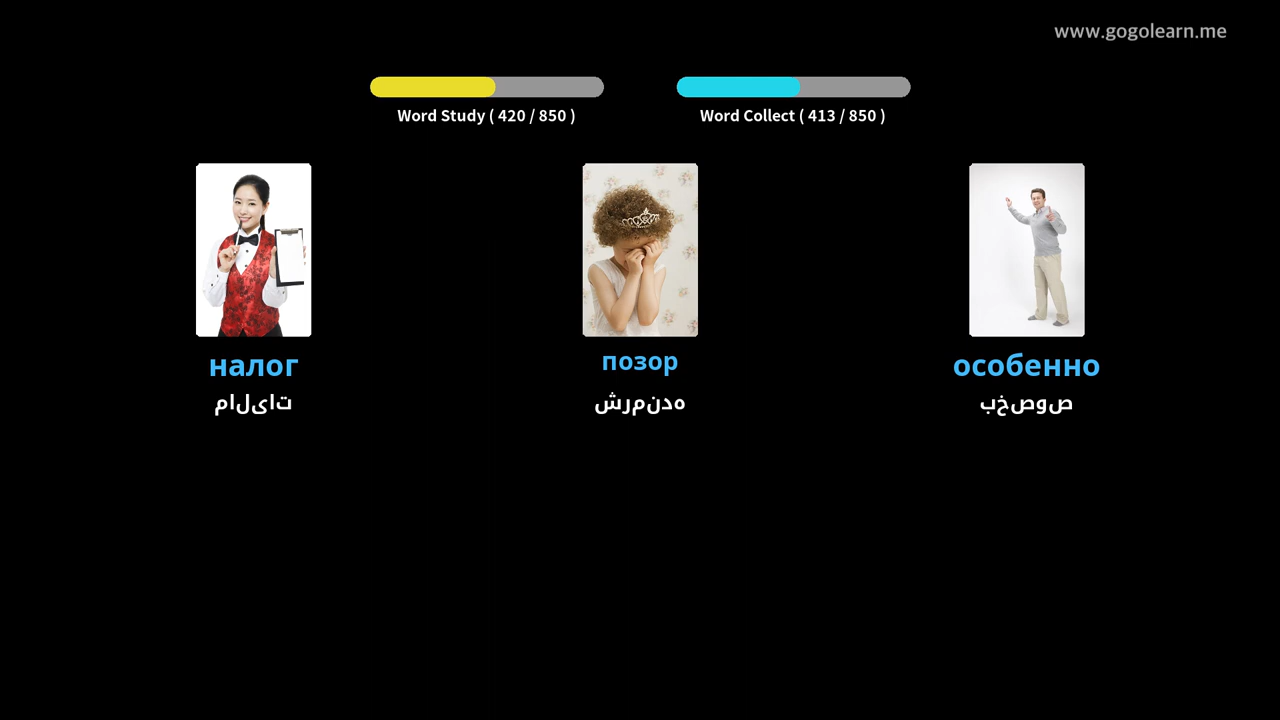 www.gogolearn.me
Word Study ( 420 / 850 )
Word Collect ( 413 / 850 )
налог
позор
особенно
مالیات
شرمنده
بخصوص